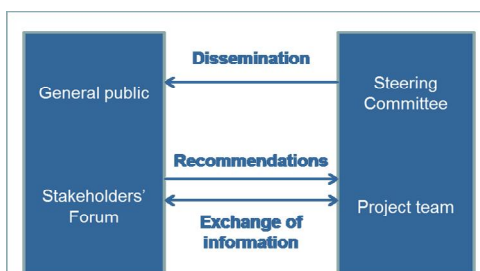 Dissemination
General public
Steering
Committee
Recommendations
Stakeholders'
Forum
Project team
Exchange of
information